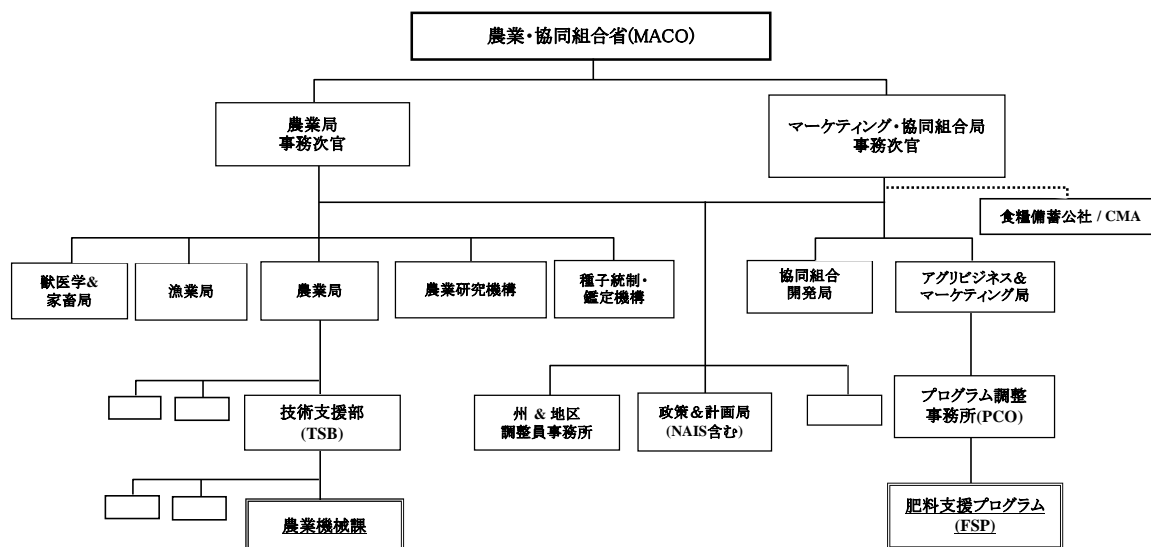 農業・協同組合省(MACO)
農業局
事務次官
マーケティング・協同組合局
事務次官
食糧備蓄公社 / CMA
獣医学&
家畜局
漁業局
農業局
農業研究機構
種子統制・
鑑定機構
協同組合
開発局
アグリビジネス&
マーケティング局
技術支援部
(TSB)
州 & 地区
調整員事務所
政策&計画局
(NAIS含む)
プログラム調整
事務所(PCO)
農業機械課
肥料支援プログラム
(FSP)